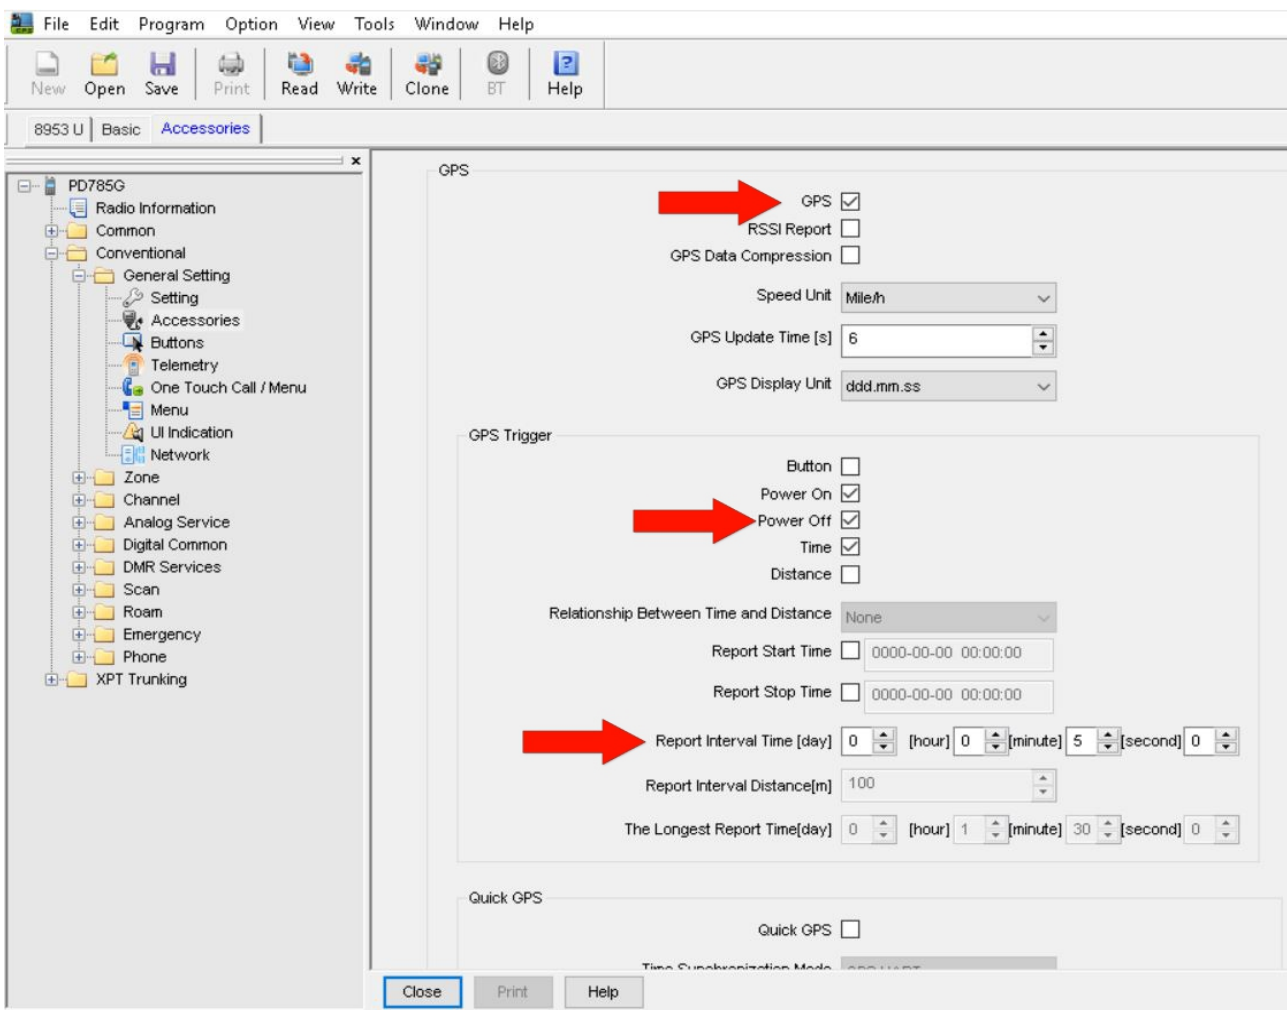 File Edit Program Option View Tools Window Help
New Open Save Print Read Write Clone BT Help
8953 U Basic Accessories
PD785G
Radio Information
Common
Conventional
General Setting
Setting
Accessories
Buttons
Telemetry
One Touch Call / Menu
Menu
UI Indication
Network
Zone
Channel
Analog Service
Digital Common
DMR Services
Scan
Roam
Emergency
Phone
XPT Trunking
GPS
GPS
RSSI Report
GPS Data Compression
Speed Unit Mile/h
GPS Update Time [s] 6
GPS Display Unit ddd.mm.ss
GPS Trigger
Button
Power On
Power Off
Time
Distance
Relationship Between Time and Distance None
Report Start Time 0000-00-00 00:00:00
Report Stop Time 0000-00-00 00:00:00
Report Interval Time [day] 0 [hour] 0 [minute] 5 [second] 0
Report Interval Distance[m] 100
The Longest Report Time[day] 0 [hour] 1 [minute] 30 [second] 0
Quick GPS
Quick GPS
Time Synchronization Mode
Close Print Help